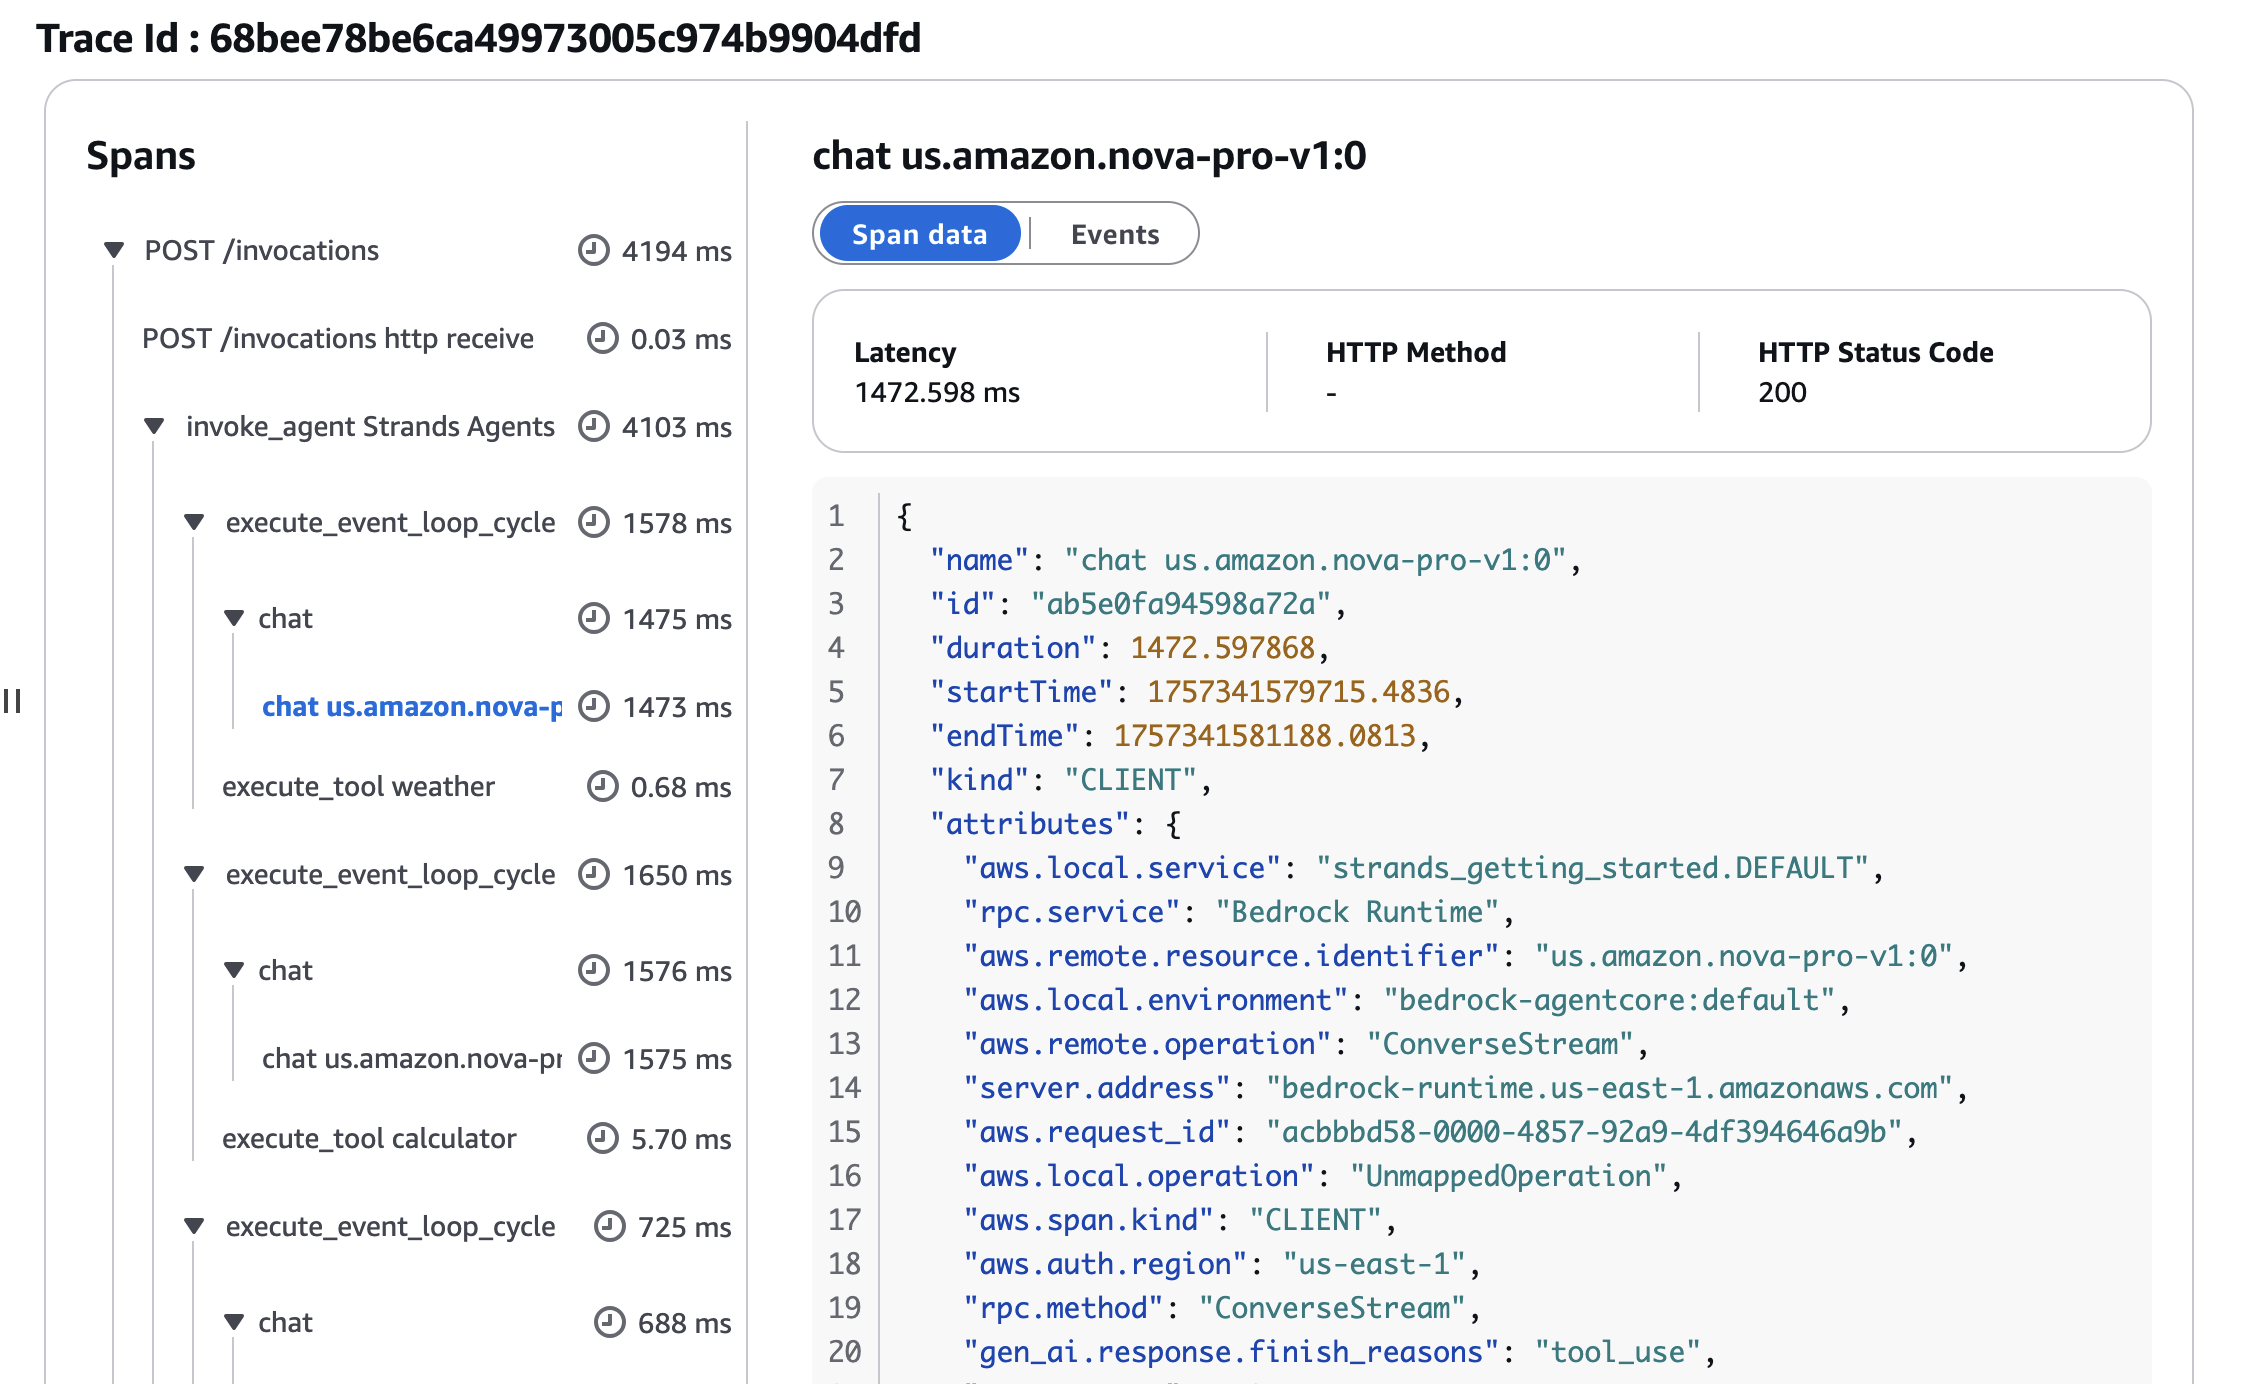 Trace Id : 68bee78be6ca49973005c974b9904dfd
Spans
POST /invocations 4194 ms
POST /invocations http receive 0.03 ms
invoke_agent Strands Agents 4103 ms
execute_event_loop_cycle 1578 ms
chat 1475 ms
chat us.amazon.nova-p 1473 ms
execute_tool weather 0.68 ms
execute_event_loop_cycle 1650 ms
chat 1576 ms
chat us.amazon.nova-pr 1575 ms
execute_tool calculator 5.70 ms
execute_event_loop_cycle 725 ms
chat 688 ms
chat us.amazon.nova-pro-v1:0
Span data | Events
Latency HTTP Method HTTP Status Code
1472.598 ms - 200
1 {
2 "name": "chat us.amazon.nova-pro-v1:0",
3 "id": "ab5e0fa94598a72a",
4 "duration": 1472.597868,
5 "startTime": 1757341579715.4836,
6 "endTime": 1757341581188.0813,
7 "kind": "CLIENT",
8 "attributes": {
9 "aws.local.service": "strands_getting_started.DEFAULT",
10 "rpc.service": "Bedrock Runtime",
11 "aws.remote.resource.identifier": "us.amazon.nova-pro-v1:0",
12 "aws.local.environment": "bedrock-agentcore:default",
13 "aws.remote.operation": "ConverseStream",
14 "server.address": "bedrock-runtime.us-east-1.amazonaws.com",
15 "aws.request_id": "acbbbd58-0000-4857-92a9-4df394646a9b",
16 "aws.local.operation": "UnmappedOperation",
17 "aws.span.kind": "CLIENT",
18 "aws.auth.region": "us-east-1",
19 "rpc.method": "ConverseStream",
20 "gen_ai.response.finish_reasons": "tool_use",